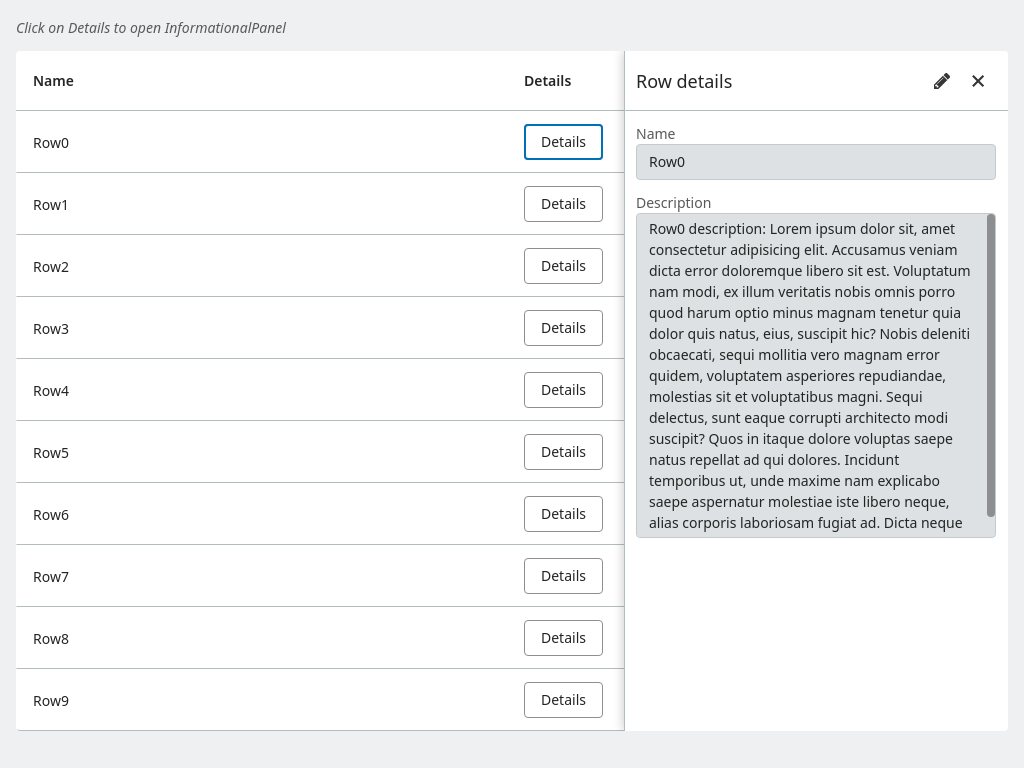 Click on Details to open InformationalPanel
Name Details
Row0 Details
Row1 Details
Row2 Details
Row3 Details
Row4 Details
Row5 Details
Row6 Details
Row7 Details
Row8 Details
Row9 Details
Row details
Name
Row0
Description
Row0 description: Lorem ipsum dolor sit, amet
consectetur adipisicing elit. Accusamus veniam
dicta error doloremque libero sit est. Voluptatum
nam modi, ex illum veritatis nobis omnis porro
quod harum optio minus magnam tenetur quia
dolor quis natus, eius, suscipit hic? Nobis deleniti
obcaecati, sequi mollitia vero magnam error
quidem, voluptatem asperiores repudiandae,
molestias sit et voluptatibus magni. Sequi
delectus, sunt eaque corrupti architecto modi
suscipit? Quos in itaque dolore voluptas saepe
natus repellat ad qui dolores. Incidunt
temporibus ut, unde maxime nam explicabo
saepe aspernatur molestiae iste libero neque,
alias corporis laboriosam fugiat ad. Dicta neque